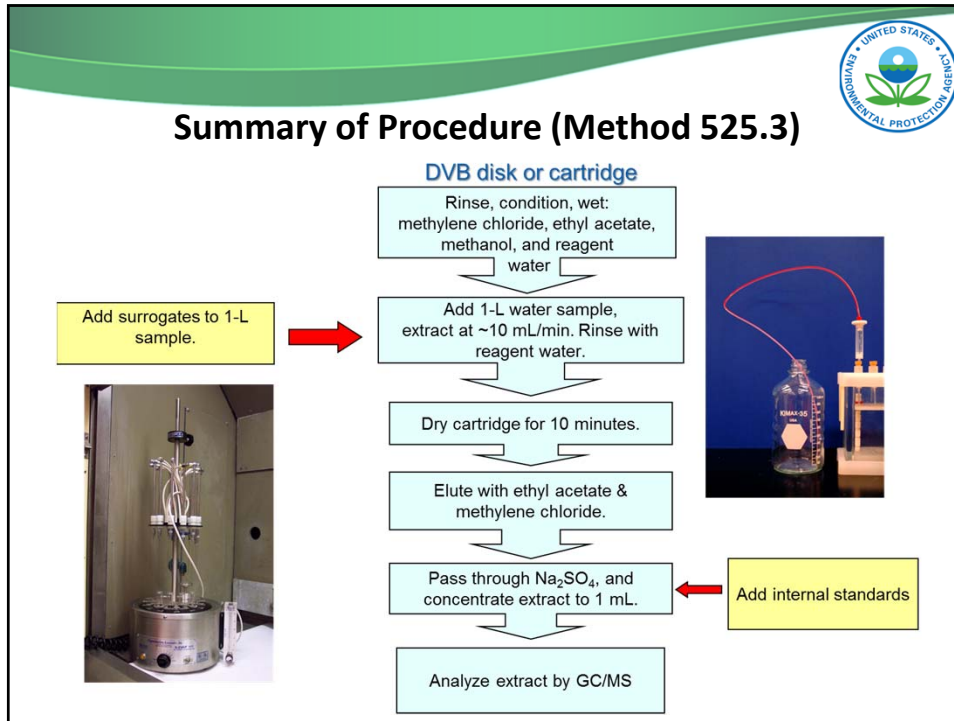 UNITED STATES
ENVIRONMENTAL PROTECTION AGENCY
Summary of Procedure (Method 525.3)
DVB disk or cartridge
Rinse, condition, wet:
methylene chloride, ethyl acetate,
methanol, and reagent
water
Add surrogates to 1-L
sample.
Add 1-L water sample,
extract at ~10 mL/min. Rinse with
reagent water.
KIMAX-35
Dry cartridge for 10 minutes.
Elute with ethyl acetate &
methylene chloride.
Pass through Na₂SO₄, and
concentrate extract to 1 mL.
Add internal standards
Analyze extract by GC/MS